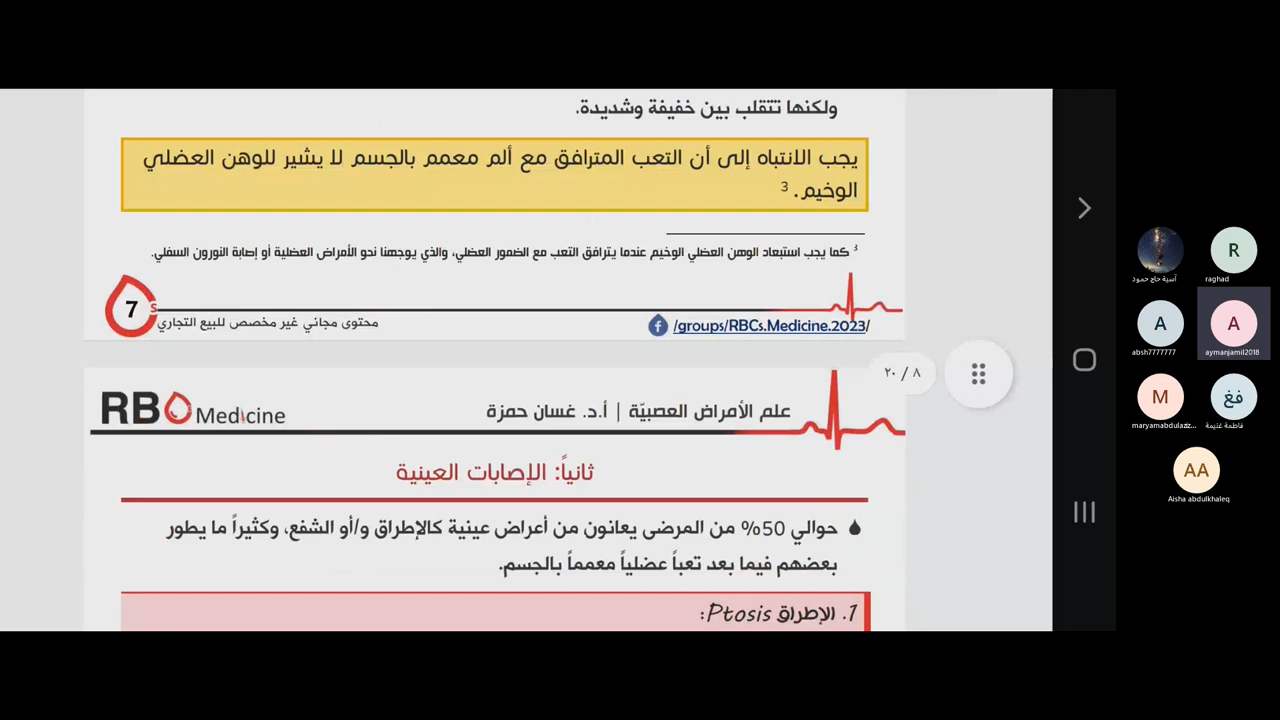 ولكنها تتقلب بين خفيفة وشديدة.
يجب الانتباه إلى أن التعب المترافق مع ألم معمم بالجسم لا يشير للوهن العضلي
الوخيم. 3
3 كما يجب استبعاد الوهن العضلي الوخيم عندما يترافق التعب مع الضمور العضلي، والذي يوجهنا نحو الأمراض العضلية أو إصابة النورون السفلي.
7
S
محتوى مجاني غير مخصص للبيع التجاري
/groups/RBCs.Medicine.2023/
٨ / ٢٠
RB Medicine
علم الأمراض العصبيّة | أ.د. غسان حمزة
ثانياً: الإصابات العينية
حوالي 50% من المرضى يعانون من أعراض عينية كالإطراق و/أو الشفع، وكثيراً ما يطور
بعضهم فيما بعد تعباً عضلياً معمماً بالجسم.
1. الإطراق Ptosis:
آسية حاج حمود
R
raghad
A
absh7777777
A
aymanjamil2018
M
maryamabdulaziz...
فغ
فاطمة غنيمة
AA
Aisha abdulkhaleq